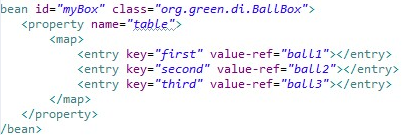 bean id="myBox" class="org.green.di.BallBox">
<property name="table">
<map>
<entry key="first" value-ref="ball1"></entry>
<entry key="second" value-ref="ball2"></entry>
<entry key="third" value-ref="ball3"></entry>
</map>
</property>
/bean>